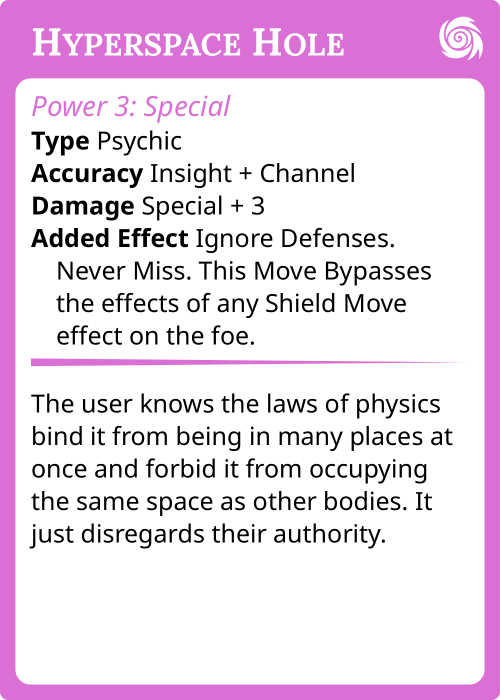 Hyperspace Hole
Power 3: Special
Type Psychic
Accuracy Insight + Channel
Damage Special + 3
Added Effect Ignore Defenses.
Never Miss. This Move Bypasses
the effects of any Shield Move
effect on the foe.
The user knows the laws of physics
bind it from being in many places at
once and forbid it from occupying
the same space as other bodies. It
just disregards their authority.